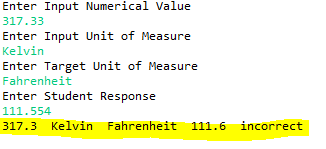 Enter Input Numerical Value
317.33
Enter Input Unit of Measure
Kelvin
Enter Target Unit of Measure
Fahrenheit
Enter Student Response
111.554
317.3  Kelvin  Fahrenheit  111.6  incorrect